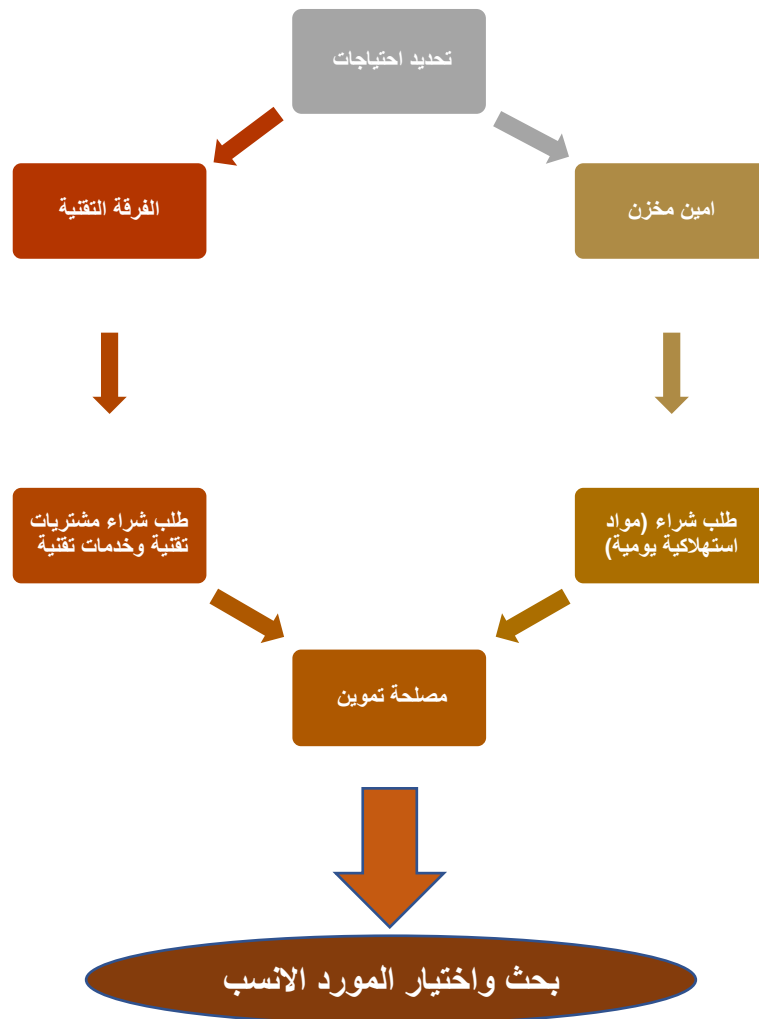 تحديد احتياجات
امين مخزن
الفرقة التقنية
طلب شراء (مواد
استهلاكية يومية)
طلب شراء مشتريات
تقنية وخدمات تقنية
مصلحة تموين
بحث واختيار المورد الانسب